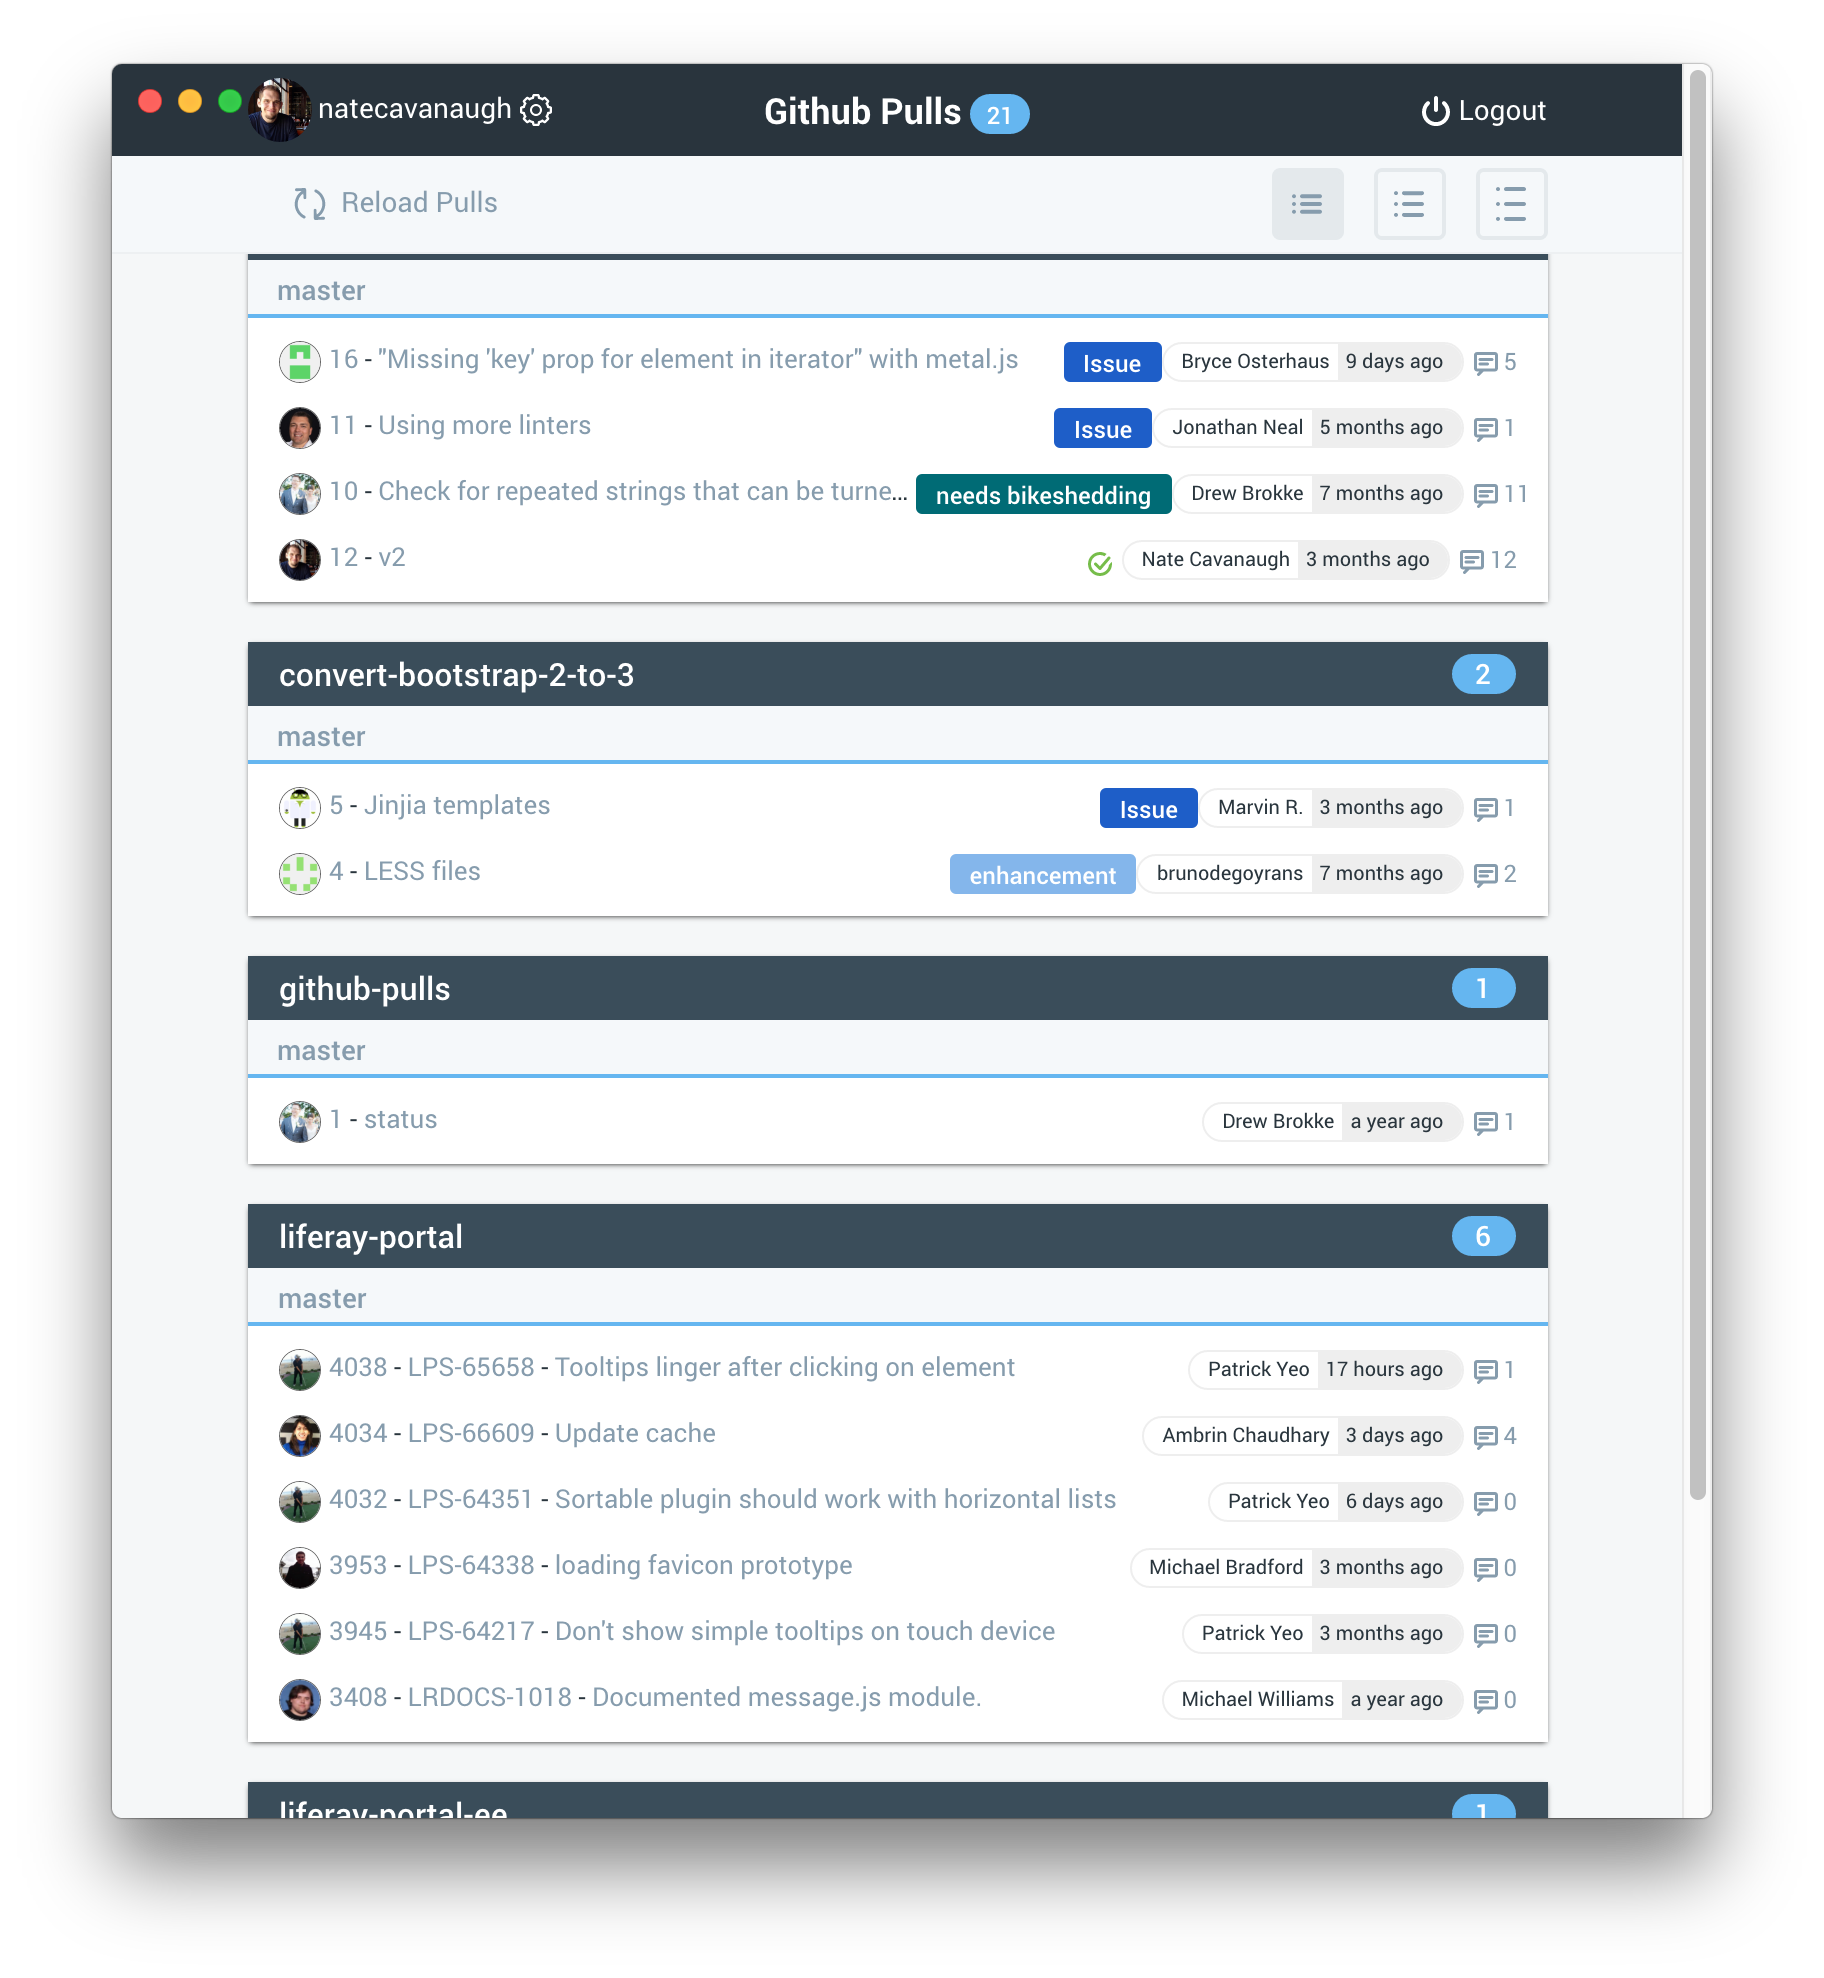 natecavanaugh Github Pulls 21 Logout
Reload Pulls
master
16 - "Missing 'key' prop for element in iterator" with metal.js Issue Bryce Osterhaus 9 days ago 5
11 - Using more linters Issue Jonathan Neal 5 months ago 1
10 - Check for repeated strings that can be turne... needs bikeshedding Drew Brokke 7 months ago 11
12 - v2 Nate Cavanaugh 3 months ago 12
convert-bootstrap-2-to-3 2
master
5 - Jinjia templates Issue Marvin R. 3 months ago 1
4 - LESS files enhancement brunodegoyrans 7 months ago 2
github-pulls 1
master
1 - status Drew Brokke a year ago 1
liferay-portal 6
master
4038 - LPS-65658 - Tooltips linger after clicking on element Patrick Yeo 17 hours ago 1
4034 - LPS-66609 - Update cache Ambrin Chaudhary 3 days ago 4
4032 - LPS-64351 - Sortable plugin should work with horizontal lists Patrick Yeo 6 days ago 0
3953 - LPS-64338 - loading favicon prototype Michael Bradford 3 months ago 0
3945 - LPS-64217 - Don't show simple tooltips on touch device Patrick Yeo 3 months ago 0
3408 - LRDOCS-1018 - Documented message.js module. Michael Williams a year ago 0
liferay-portal-ee 1